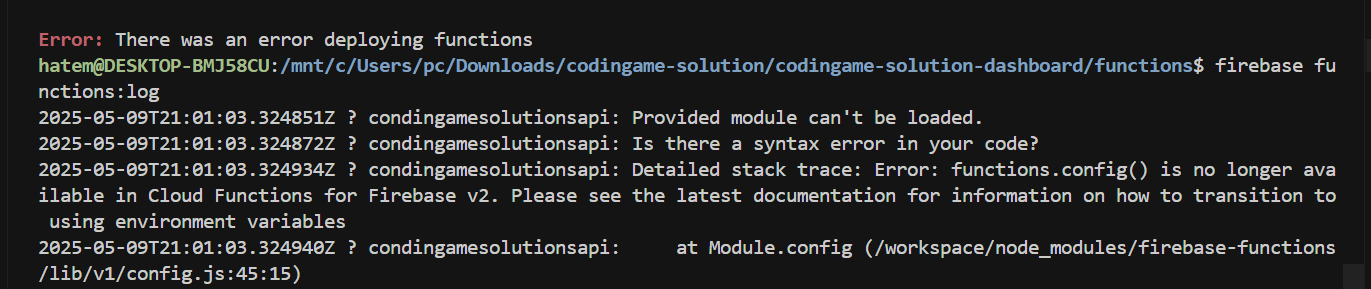 Error: There was an error deploying functions
hatem@DESKTOP-BMJ58CU:/mnt/c/Users/pc/Downloads/codingame-solution/codingame-solution-dashboard/functions$ firebase fu
nctions:log
2025-05-09T21:01:03.324851Z ? condingamesolutionsapi: Provided module can't be loaded.
2025-05-09T21:01:03.324872Z ? condingamesolutionsapi: Is there a syntax error in your code?
2025-05-09T21:01:03.324934Z ? condingamesolutionsapi: Detailed stack trace: Error: functions.config() is no longer ava
ilable in Cloud Functions for Firebase v2. Please see the latest documentation for information on how to transition to
 using environment variables
2025-05-09T21:01:03.324940Z ? condingamesolutionsapi:     at Module.config (/workspace/node_modules/firebase-functions
/lib/v1/config.js:45:15)